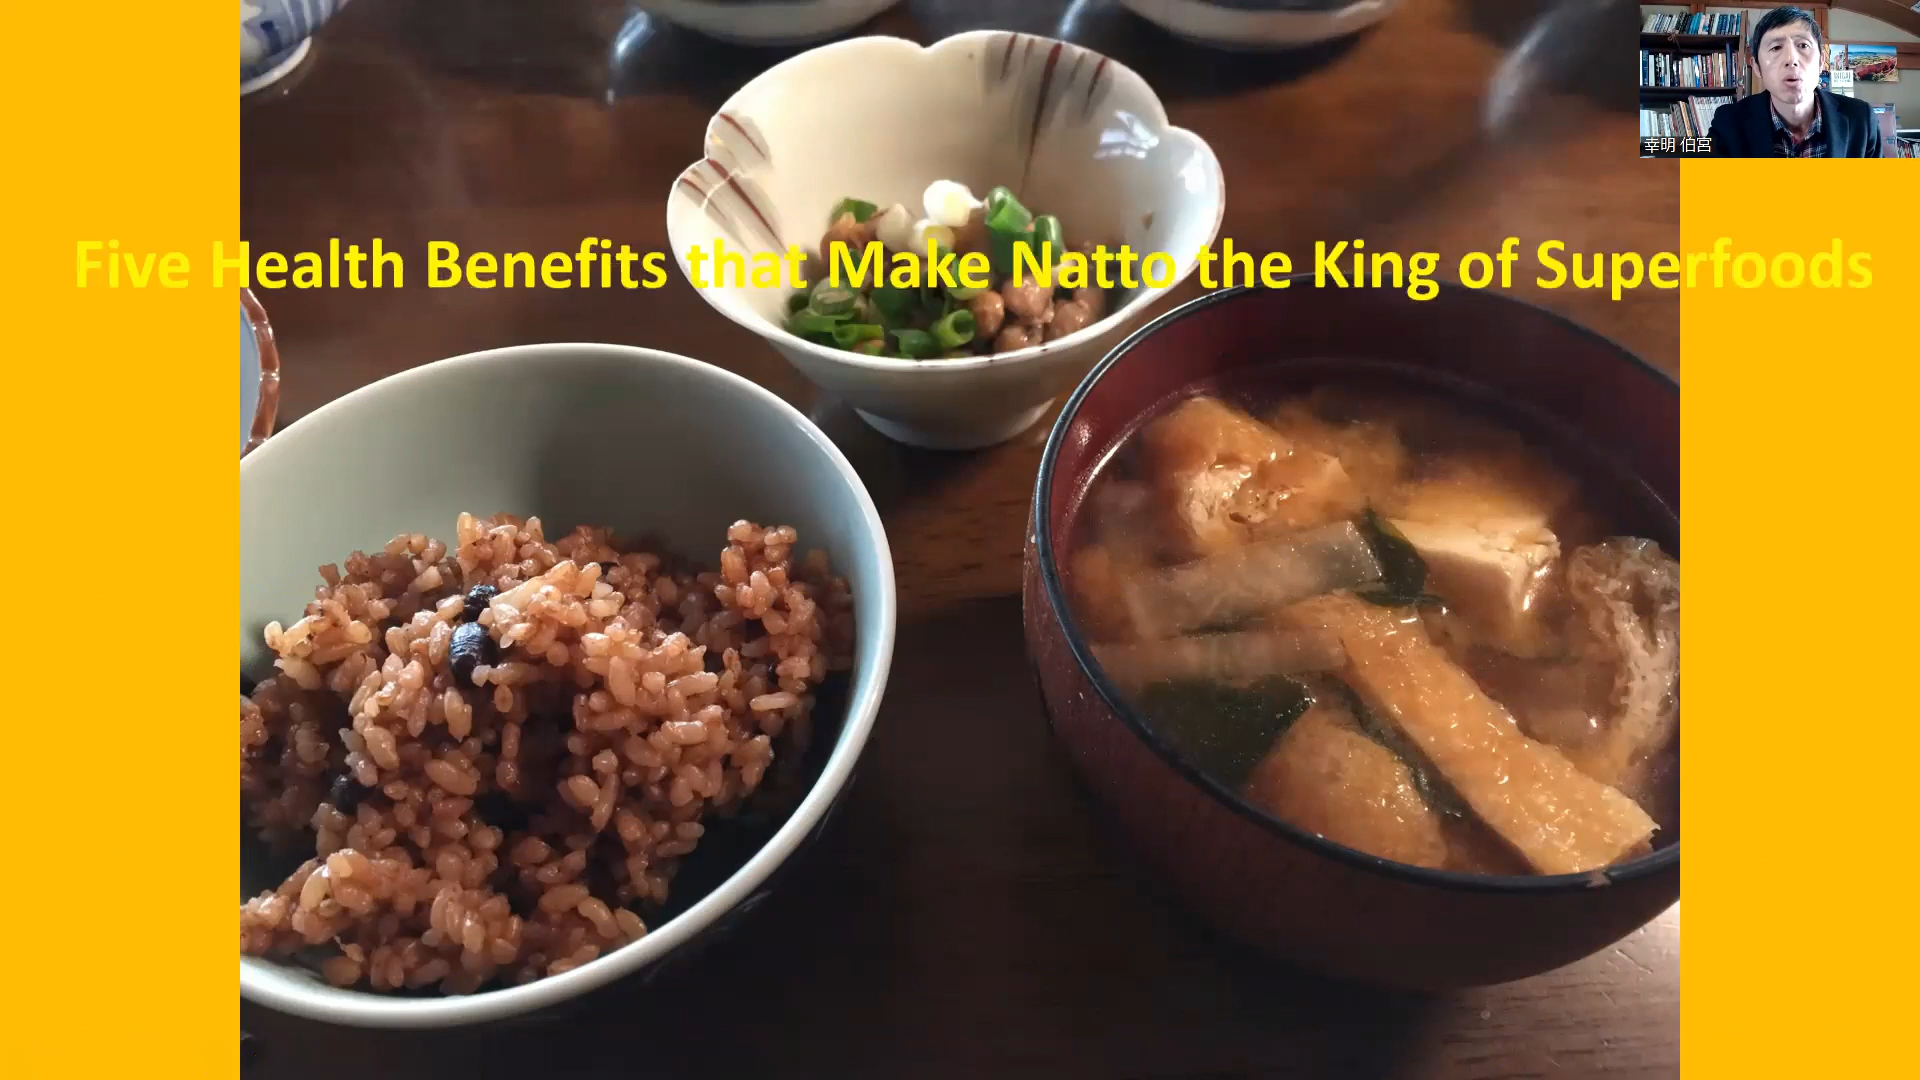 幸明 伯宮
Five Health Benefits that Make Natto the King of Superfoods